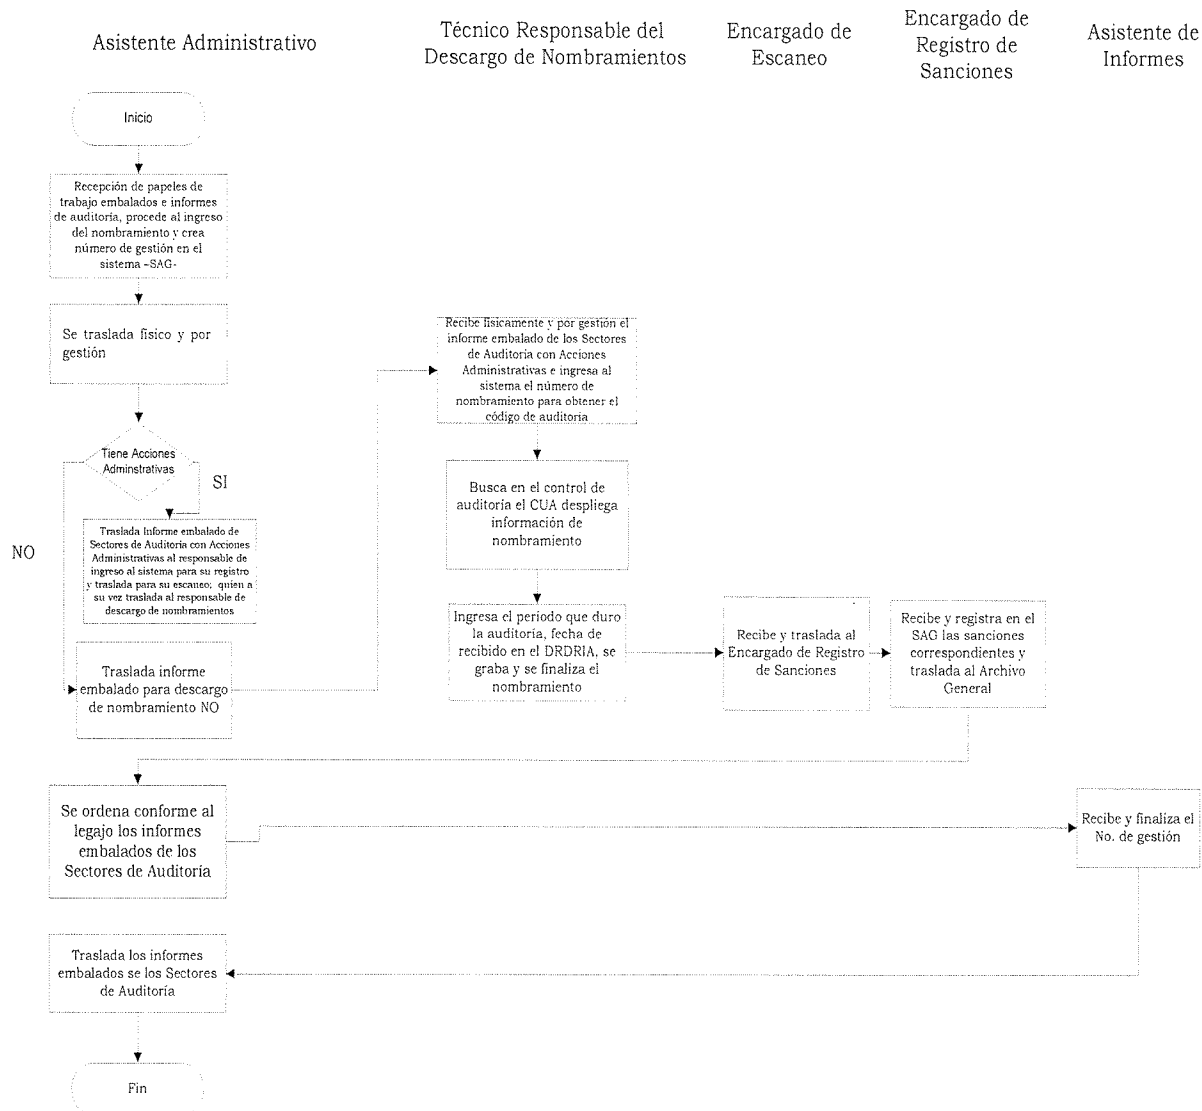 Asistente Administrativo
Técnico Responsable del
Descargo de Nombramientos
Encargado de
Escaneo
Encargado de
Registro de
Sanciones
Asistente de
Informes
Inicio
Recepción de papeles de
trabajo embalados e informes
de auditoría, procede al ingreso
del nombramiento y crea
número de gestión en el
sistema -SAG-
Se traslada físico y por
gestión
Tiene Acciones
Adminstrativas
SI
NO
Traslada Informe embalado de
Sectores de Auditoría con Acciones
Administrativas al responsable de
ingreso al sistema para su registro
y traslada para su escaneo; quien a
su vez traslada al responsable de
descargo de nombramientos
Traslada informe
embalado para descargo
de nombramiento NO
Recibe físicamente y por gestión el
informe embalado de los Sectores
de Auditoría con Acciones
Administrativas e ingresa al
sistema el número de
nombramiento para obtener el
código de auditoría
Busca en el control de
auditoría el CUA despliega
información de
nombramiento
Ingresa el periodo que duro
la auditoría, fecha de
recibido en el DRDRIA, se
graba y se finaliza el
nombramiento
Recibe y traslada al
Encargado de Registro
de Sanciones
Recibe y registra en el
SAG las sanciones
correspondientes y
traslada al Archivo
General
Se ordena conforme al
legajo los informes
embalados de los
Sectores de Auditoría
Recibe y finaliza el
No. de gestión
Traslada los informes
embalados se los Sectores
de Auditoría
Fin